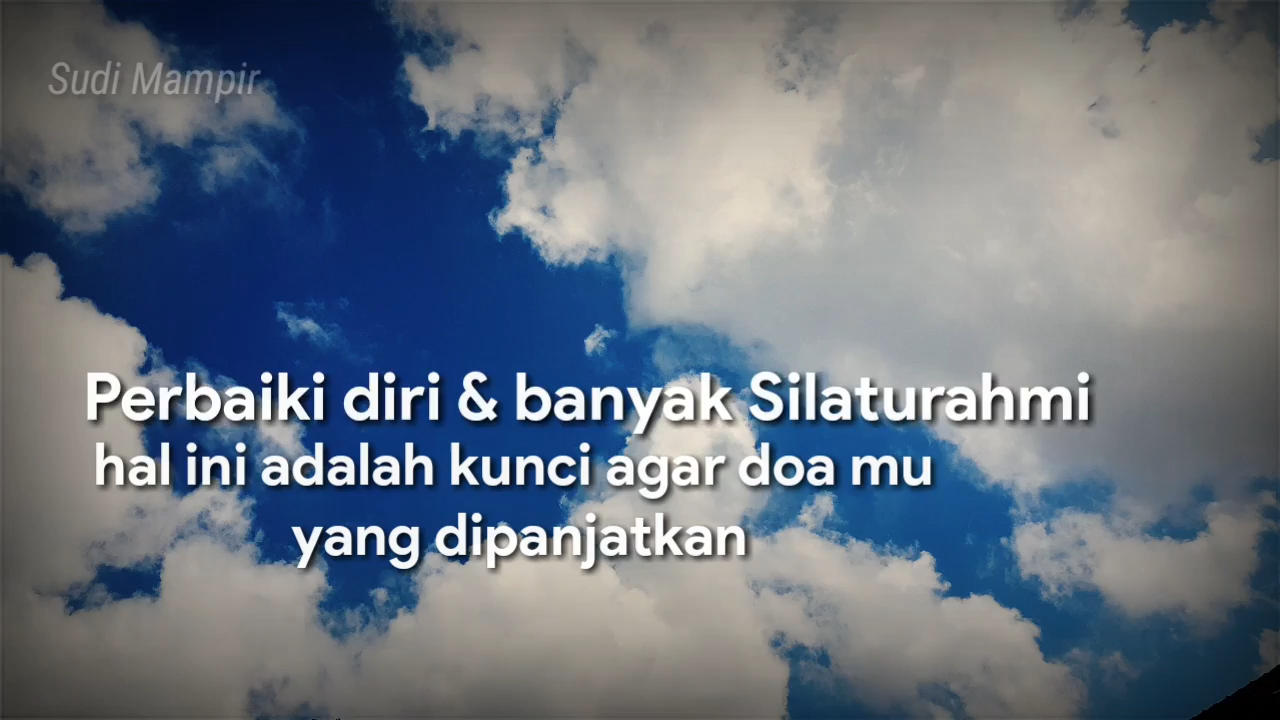 Sudi Mampir
Perbaiki diri & banyak Silaturahmi
hal ini adalah kunci agar doa mu
yang dipanjatkan